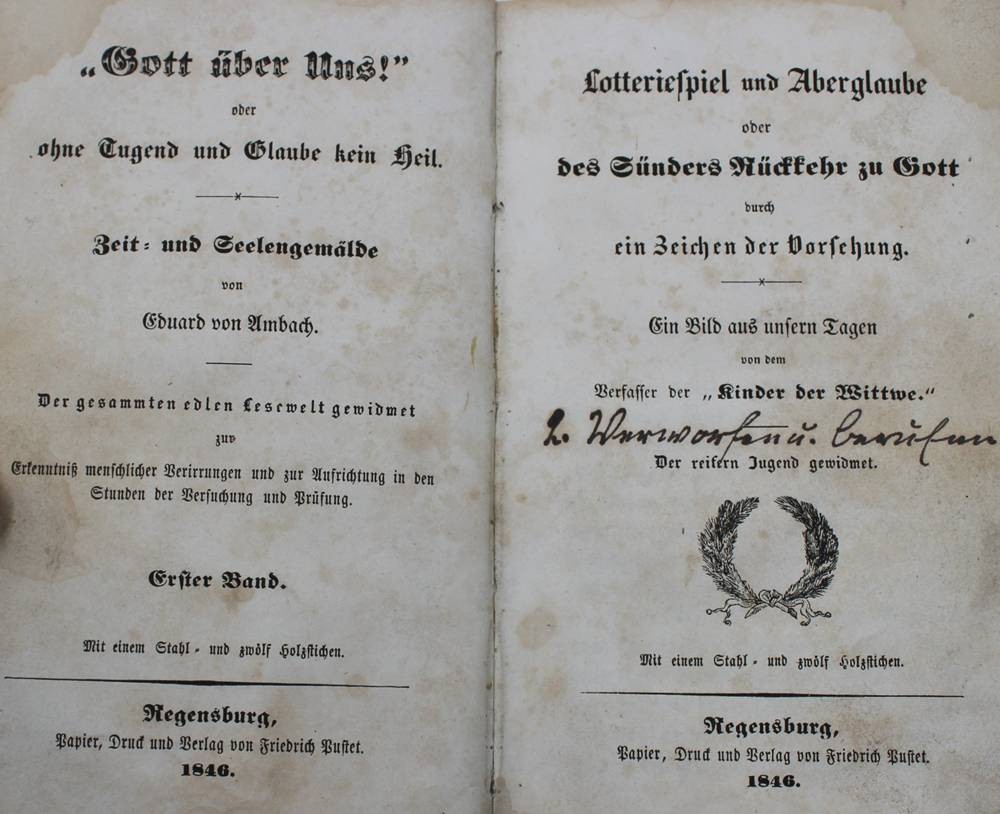 „Gott über Uns!”
oder
ohne Tugend und Glaube kein Heil.
Zeit- und Seelengemälde
von
Eduard von Ambach.
Der gesammten edlen Lesewelt gewidmet
zur
Erkenntniß menschlicher Verirrungen und zur Aufrichtung in den
Stunden der Versuchung und Prüfung.
Erster Band.
Mit einem Stahl- und zwölf Holzstichen.
Regensburg,
Papier, Druck und Verlag von Friedrich Pustet.
1846.
Lotteriespiel und Aberglaube
oder
des Sünders Rückkehr zu Gott
durch
ein Zeichen der Vorsehung.
Ein Bild aus unsern Tagen
von dem
Verfasser der „Kinder der Wittwe.“
2. Verworfen u. berufen
Der reifern Jugend gewidmet.
Mit einem Stahl- und zwölf Holzstichen.
Regensburg,
Papier, Druck und Verlag von Friedrich Pustet.
1846.